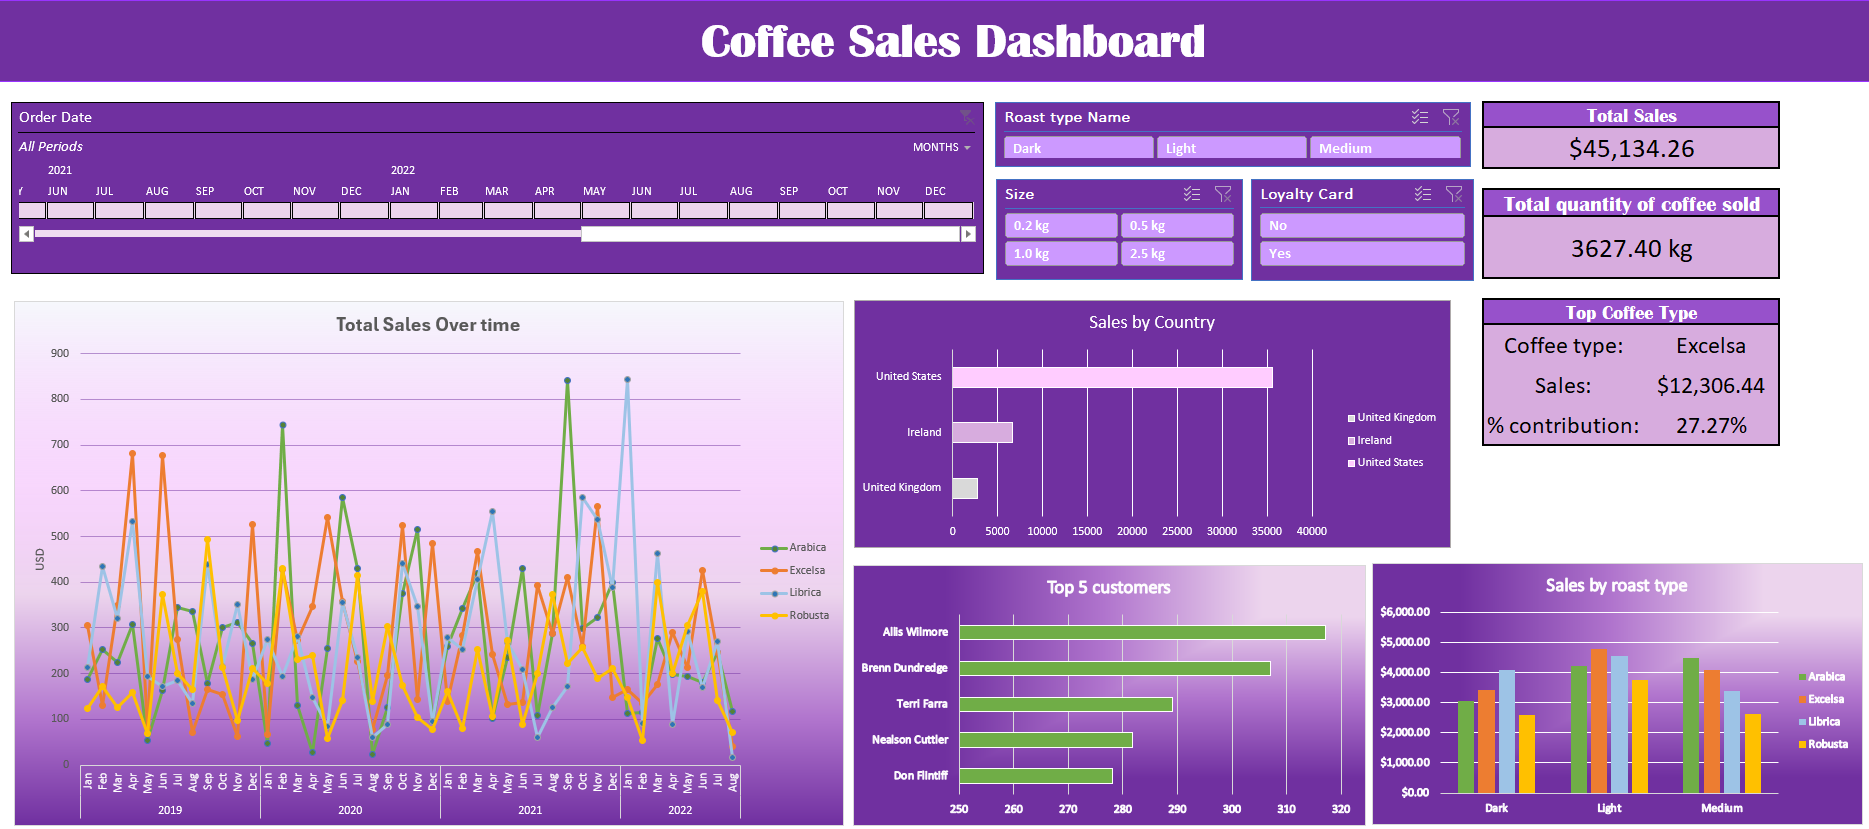 Coffee Sales Dashboard
Order Date
All Periods
MONTHS
2021 2022
JUN JUL AUG SEP OCT NOV DEC JAN FEB MAR APR MAY JUN JUL AUG SEP OCT NOV DEC
Roast type Name
Dark Light Medium
Size
0.2 kg 0.5 kg
1.0 kg 2.5 kg
Loyalty Card
No
Yes
Total Sales
$45,134.26
Total quantity of coffee sold
3627.40 kg
Top Coffee Type
Coffee type: Excelsa
Sales: $12,306.44
% contribution: 27.27%
Total Sales Over time
900
800
700
600
500
400
300
200
100
0
USD
Jan Feb Mar Apr May Jun Jul Aug Sep Oct Nov Dec Jan Feb Mar Apr May Jun Jul Aug Sep Oct Nov Dec Jan Feb Mar Apr May Jun Jul Aug Sep Oct Nov Dec Jan Feb Mar Apr May Jun Jul Aug
2019 2020 2021 2022
Arabica
Excelsa
Librica
Robusta
Sales by Country
United States
Ireland
United Kingdom
0 5000 10000 15000 20000 25000 30000 35000 40000
United Kingdom
Ireland
United States
Top 5 customers
Allis Wilmore
Brenn Dundredge
Terri Farra
Nealson Cuttler
Don Flintiff
250 260 270 280 290 300 310 320
Sales by roast type
$6,000.00
$5,000.00
$4,000.00
$3,000.00
$2,000.00
$1,000.00
$0.00
Dark Light Medium
Arabica
Excelsa
Librica
Robusta